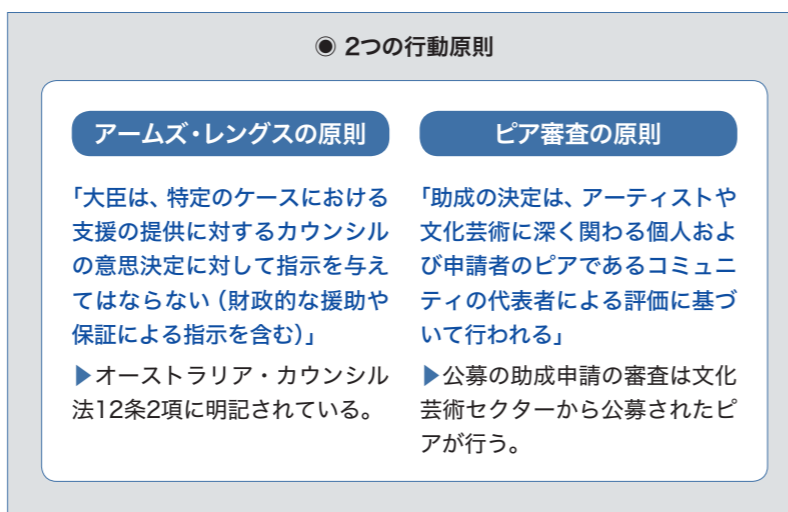 ◉ 2つの行動原則
アームズ・レングスの原則
「大臣は、特定のケースにおける
支援の提供に対するカウンシル
の意思決定に対して指示を与え
てはならない（財政的な援助や
保証による指示を含む）」
▶オーストラリア・カウンシル
法12条2項に明記されている。
ピア審査の原則
「助成の決定は、アーティストや
文化芸術に深く関わる個人およ
び申請者のピアであるコミュニ
ティの代表者による評価に基づ
いて行われる」
▶公募の助成申請の審査は文化
芸術セクターから公募されたピ
アが行う。